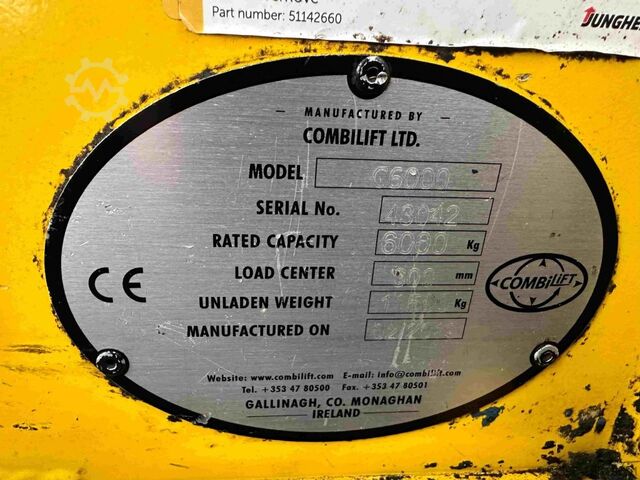 Part number: 51142660
MANUFACTURED BY
COMBILIFT LTD.
MODEL C6000
SERIAL No. 13042
RATED CAPACITY 6000 Kg
LOAD CENTER 900 mm
UNLADEN WEIGHT Kg
MANUFACTURED ON
CE
COMBiLiFT
Website: www.combilift.com E-mail: info@combilift.com
Tel. +353 47 80500 Fax. +353 47 80501
GALLINAGH, CO. MONAGHAN
IRELAND